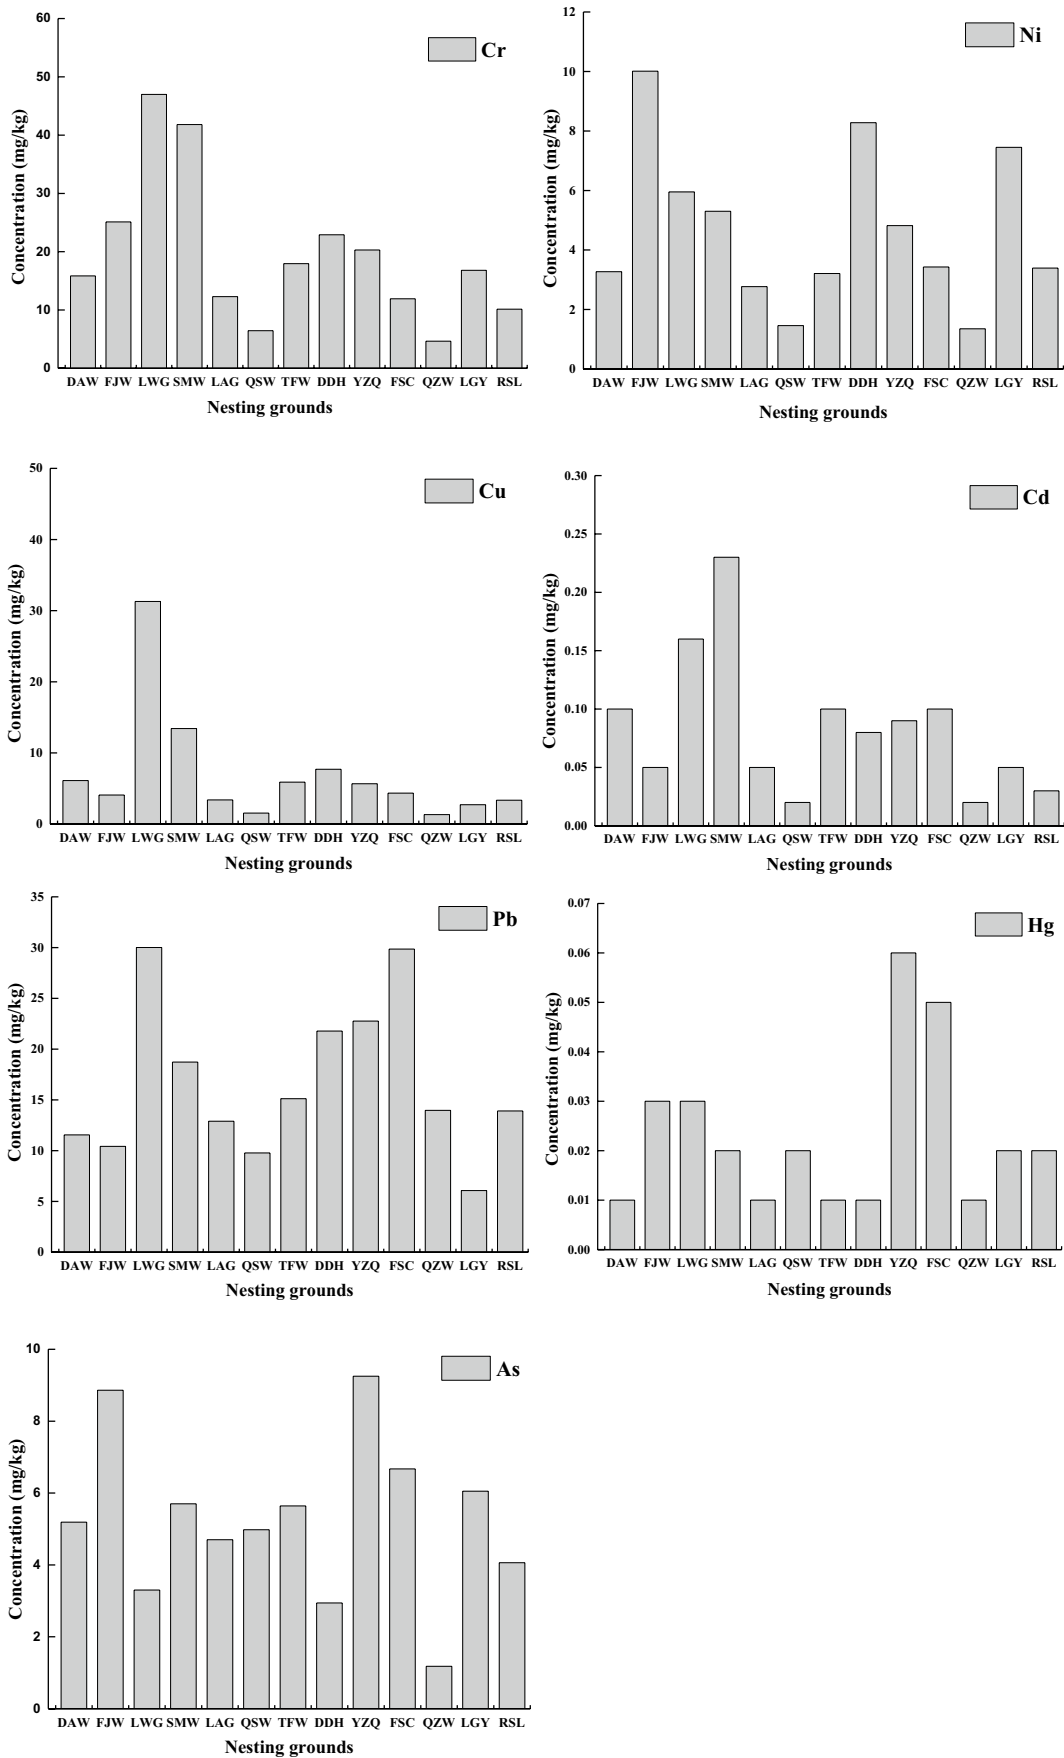 Cr
60
50
40
30
20
10
0
Concentration (mg/kg)
DAW FJW LWG SMW LAG QSW TFW DDH YZQ FSC QZW LGY RSL
Nesting grounds
Ni
12
10
8
6
4
2
0
Concentration (mg/kg)
DAW FJW LWG SMW LAG QSW TFW DDH YZQ FSC QZW LGY RSL
Nesting grounds
Cu
50
40
30
20
10
0
Concentration (mg/kg)
DAW FJW LWG SMW LAG QSW TFW DDH YZQ FSC QZW LGY RSL
Nesting grounds
Cd
0.30
0.25
0.20
0.15
0.10
0.05
0.00
Concentration (mg/kg)
DAW FJW LWG SMW LAG QSW TFW DDH YZQ FSC QZW LGY RSL
Nesting grounds
Pb
35
30
25
20
15
10
5
0
Concentration (mg/kg)
DAW FJW LWG SMW LAG QSW TFW DDH YZQ FSC QZW LGY RSL
Nesting grounds
Hg
0.07
0.06
0.05
0.04
0.03
0.02
0.01
0.00
Concentration (mg/kg)
DAW FJW LWG SMW LAG QSW TFW DDH YZQ FSC QZW LGY RSL
Nesting grounds
As
10
8
6
4
2
0
Concentration (mg/kg)
DAW FJW LWG SMW LAG QSW TFW DDH YZQ FSC QZW LGY RSL
Nesting grounds